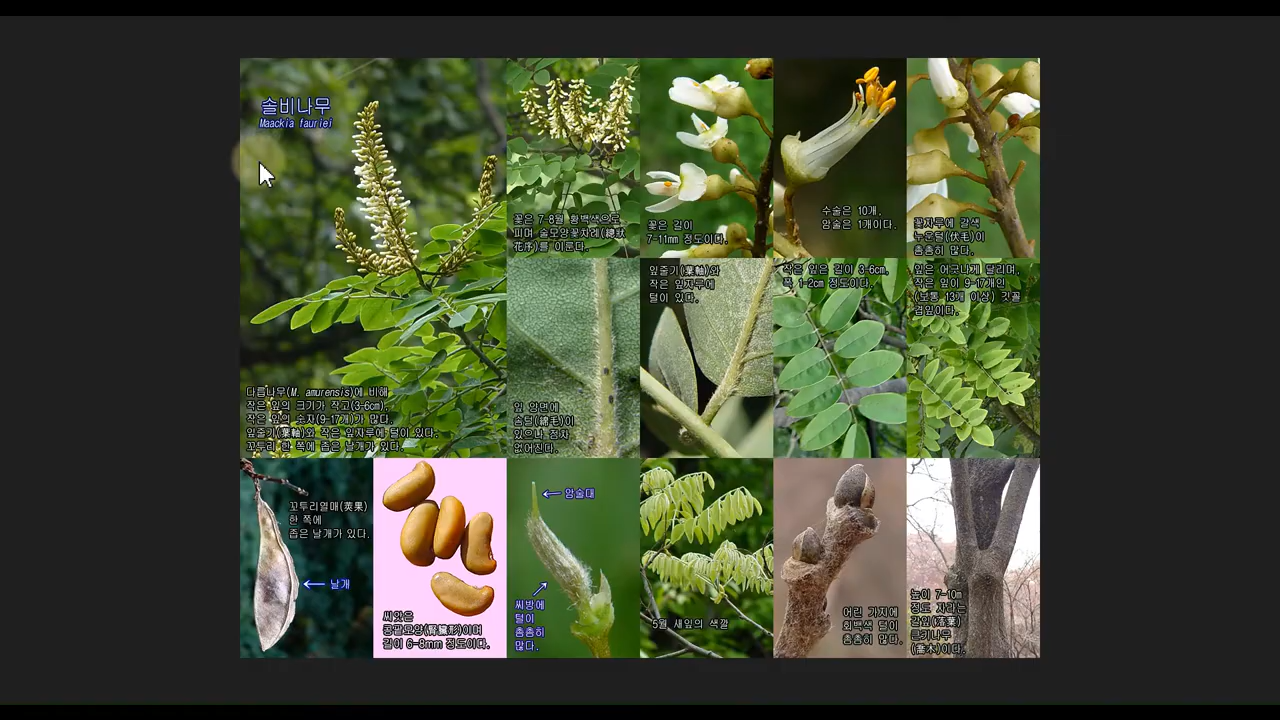 솔비나무
Maackia fauriei
다릅나무(M. amurensis)에 비해
작은 잎의 크기가 작고(3-6cm),
작은 잎의 숫자(9-17개)가 많다.
잎줄기(葉軸)와 작은 잎자루에 털이 있다.
꼬투리 한 쪽에 좁은 날개가 있다.
꽃은 7-8월 황백색으로
피며 술모양꽃차례(總狀
花序)를 이룬다.
꽃은 길이
7-11mm 정도이다.
수술은 10개,
암술은 1개이다.
꽃자루에 갈색
누운털(伏毛)이
촘촘히 많다.
잎 양면에
솜털(綿毛)이
있으나 점차
없어진다.
잎줄기(葉軸)와
작은 잎자루에
털이 있다.
작은 잎은 길이 3-6cm,
폭 1-2cm 정도이다.
잎은 어긋나게 달리며,
작은 잎이 9-17개인
(보통 13개 이상) 깃꼴
겹잎이다.
꼬투리열매(莢果)
한 쪽에
좁은 날개가 있다.
← 날개
씨앗은
콩팥모양(腎臟形)이며
길이 6-8mm 정도이다.
← 암술대
씨방에
털이
촘촘히
많다.
5월 새잎의 색깔
어린 가지에
회백색 털이
촘촘히 많다.
높이 7-10m
정도 자라는
갈잎(落葉)
큰키나무
(喬木)이다.